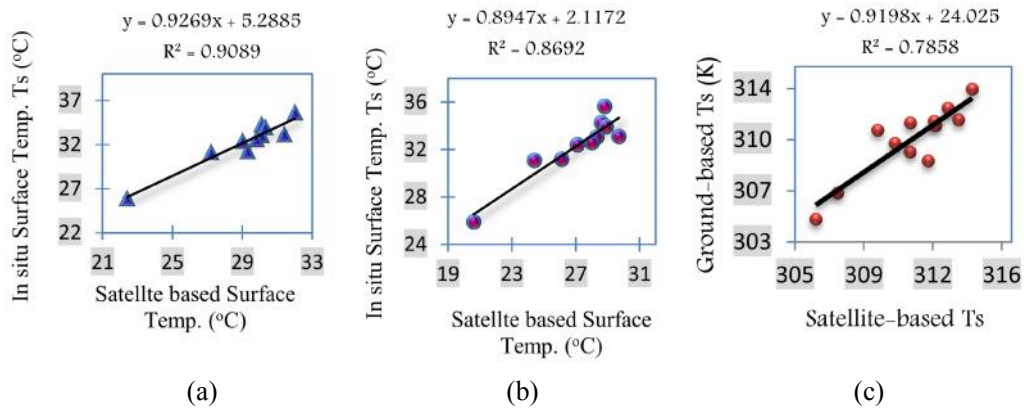 y = 0.9269x + 5.2885
R² = 0.9089
In situ Surface Temp. Ts (°C)
37
32
27
22
21
25
29
33
Satellte based Surface
Temp. (°C)
(a)
y = 0.8947x + 2.1172
R² = 0.8692
In situ Surface Temp. Ts (°C)
36
32
28
24
19
23
27
31
Satellte based Surface
Temp. (°C)
(b)
y = 0.9198x + 24.025
R² = 0.7858
Ground-based Ts (K)
314
310
307
303
305
309
312
316
Satellite-based Ts
(c)